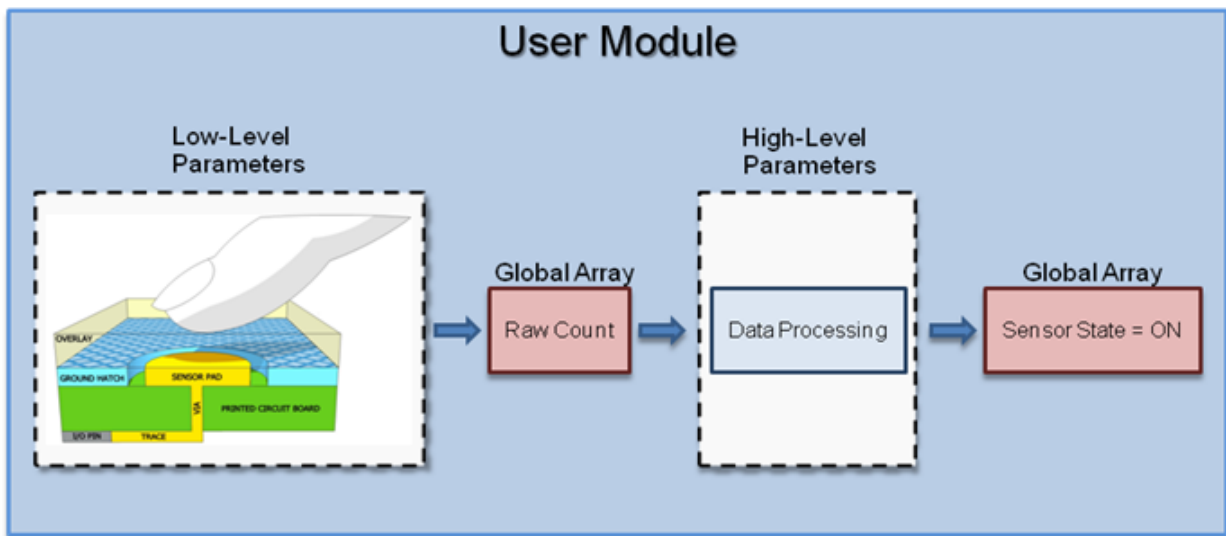 User Module
Low-Level
Parameters
High-Level
Parameters
Global Array
Global Array
Raw Count
Data Processing
Sensor State = ON
OVERLAY
GROUND HATCH
SENSOR PAD
VIA
PRINTED CIRCUIT BOARD
I/O PIN
TRACE